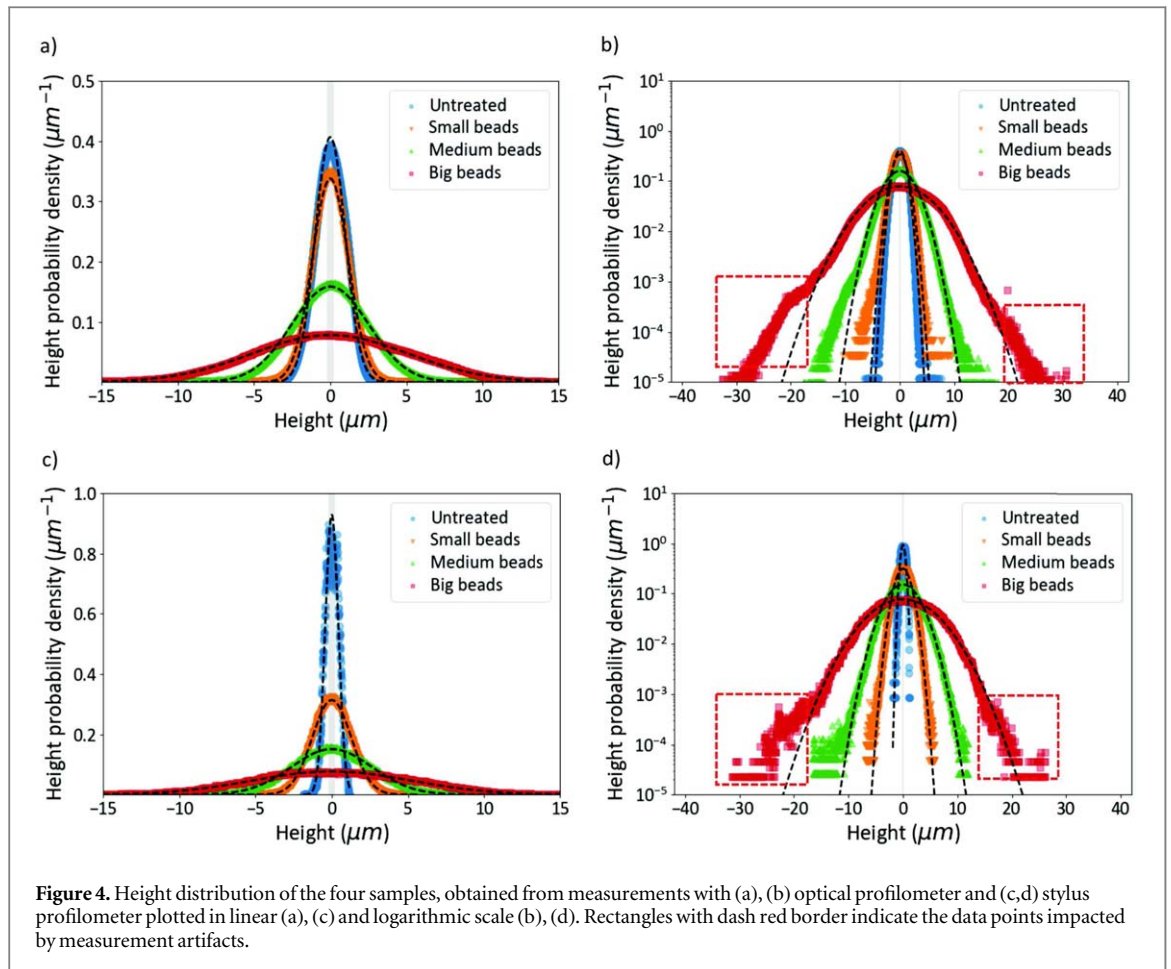 a)
Height probability density (μm⁻¹)
0.5
0.4
0.3
0.2
0.1
Untreated
Small beads
Medium beads
Big beads
−15 −10 −5 0 5 10 15
Height (μm)
b)
Height probability density (μm⁻¹)
10¹
10⁰
10⁻¹
10⁻²
10⁻³
10⁻⁴
10⁻⁵
Untreated
Small beads
Medium beads
Big beads
−40 −30 −20 −10 0 10 20 30 40
Height (μm)
c)
Height probability density (μm⁻¹)
1.0
0.8
0.6
0.4
0.2
Untreated
Small beads
Medium beads
Big beads
−15 −10 −5 0 5 10 15
Height (μm)
d)
Height probability density (μm⁻¹)
10¹
10⁰
10⁻¹
10⁻²
10⁻³
10⁻⁴
10⁻⁵
Untreated
Small beads
Medium beads
Big beads
−40 −30 −20 −10 0 10 20 30 40
Height (μm)
Figure 4. Height distribution of the four samples, obtained from measurements with (a), (b) optical profilometer and (c,d) stylus
profilometer plotted in linear (a), (c) and logarithmic scale (b), (d). Rectangles with dash red border indicate the data points impacted
by measurement artifacts.